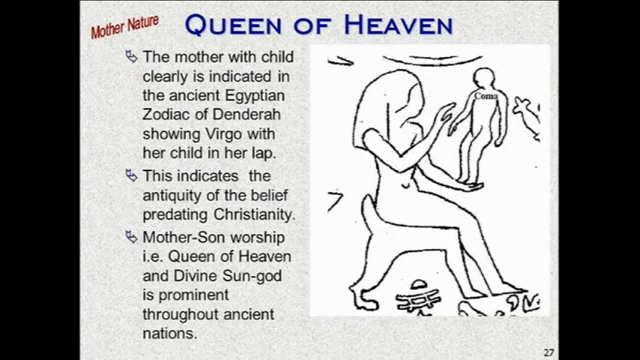 Mother Nature
Queen of Heaven
The mother with child
clearly is indicated in
the ancient Egyptian
Zodiac of Denderah
showing Virgo with
her child in her lap.
This indicates the
antiquity of the belief
predating Christianity.
Mother-Son worship
i.e. Queen of Heaven
and Divine Sun-god
is prominent
throughout ancient
nations.
Coma
27